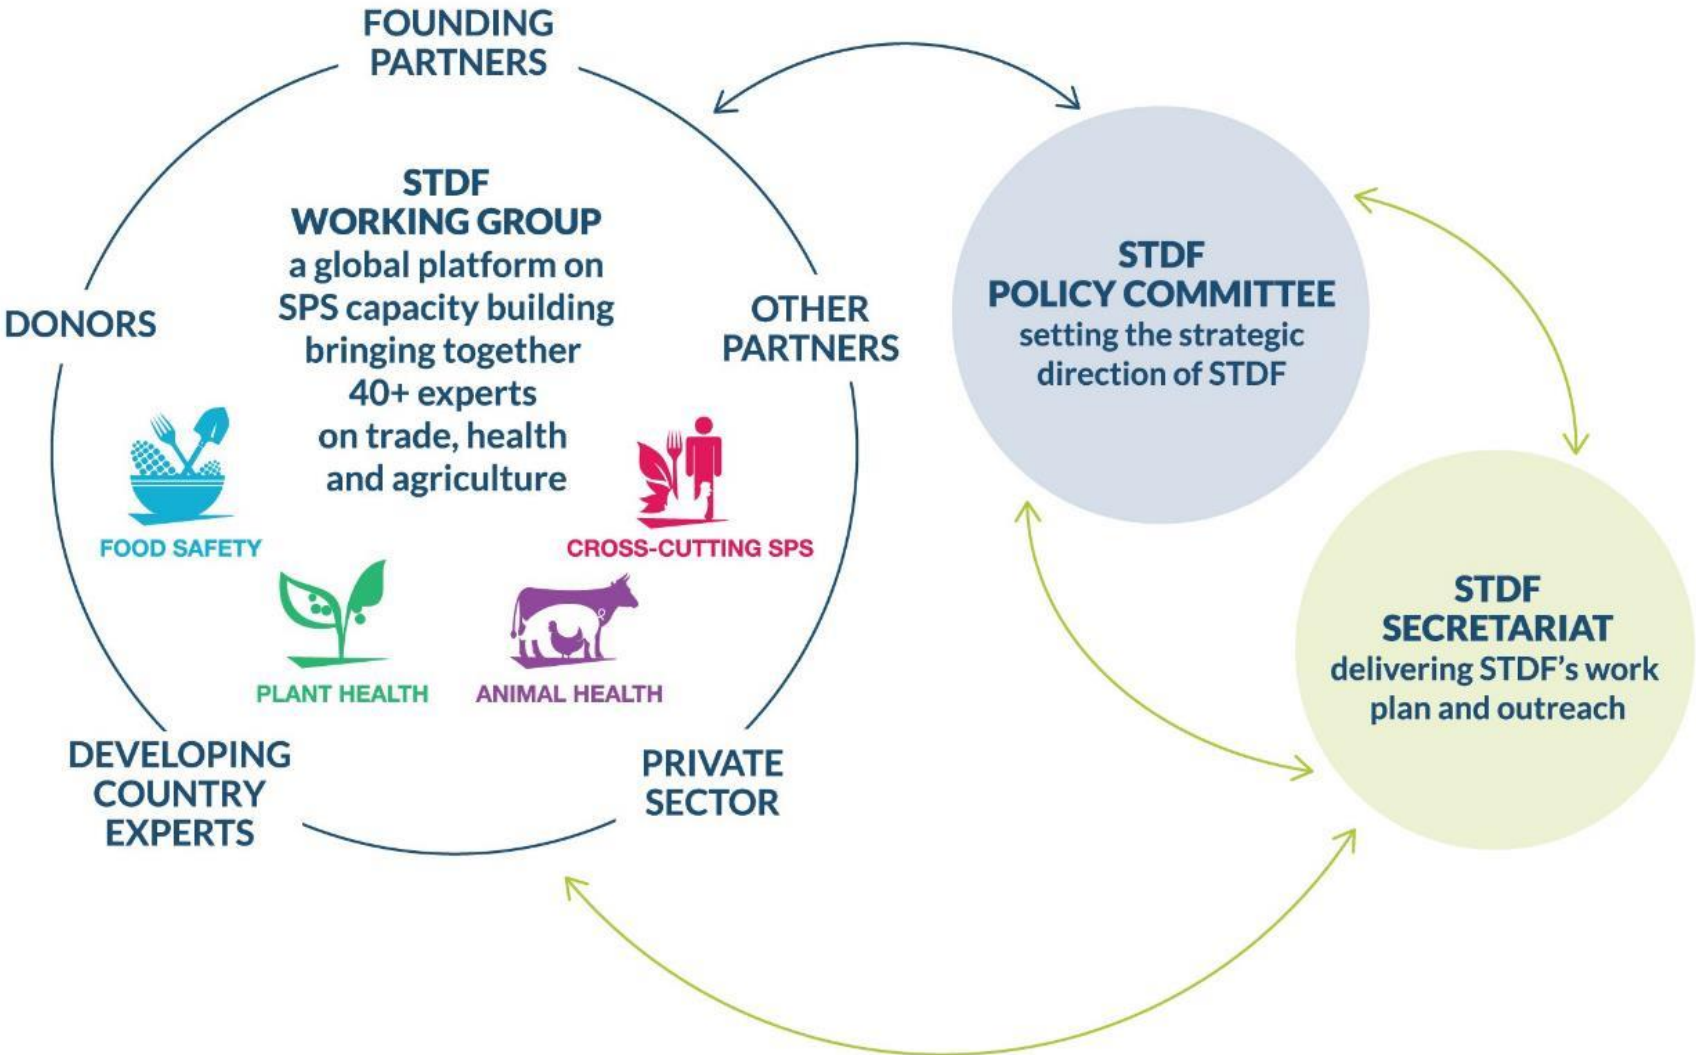 FOUNDING
PARTNERS
STDF
WORKING GROUP
a global platform on
SPS capacity building
bringing together
40+ experts
on trade, health
and agriculture
DONORS
OTHER
PARTNERS
FOOD SAFETY
CROSS-CUTTING SPS
PLANT HEALTH
ANIMAL HEALTH
DEVELOPING
COUNTRY
EXPERTS
PRIVATE
SECTOR
STDF
POLICY COMMITTEE
setting the strategic
direction of STDF
STDF
SECRETARIAT
delivering STDF’s work
plan and outreach